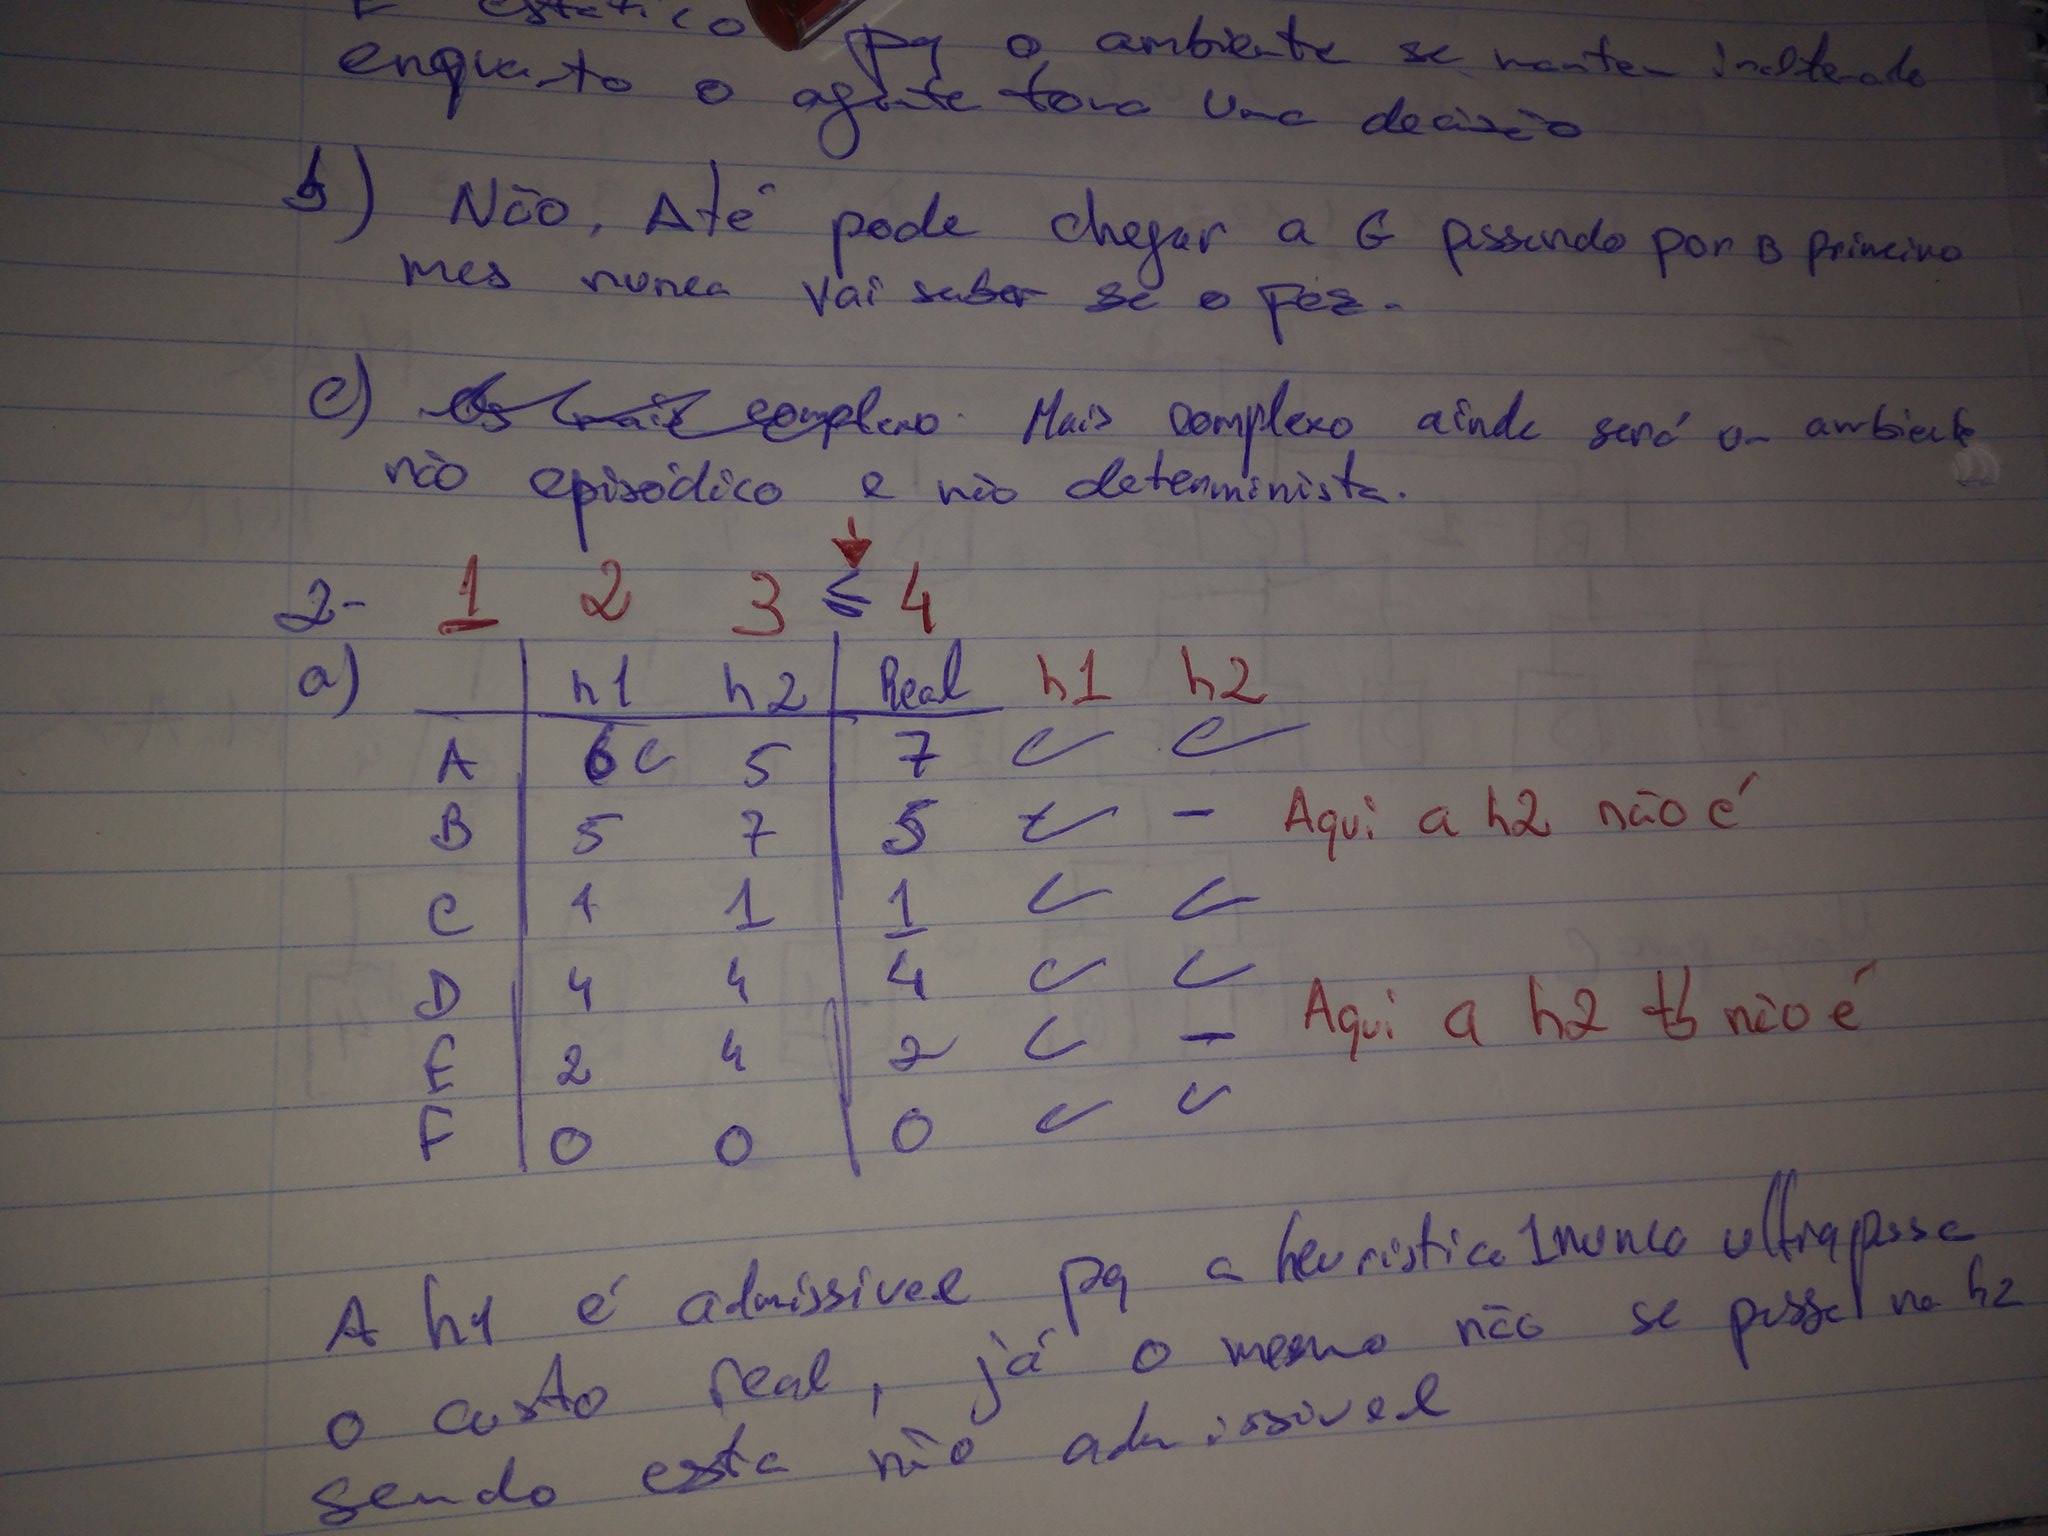 É estático pq o ambiente se mantem inalterado
enquanto o agente toma uma decisão
b) Não, Até pode chegar a G passando por B primeiro
mas nunca vai saber se o fez.
c) mais complexo. Mais complexo ainda será um ambiente
não episódico e não determinista.
2- 1 2 3 ≤ 4
a) h1 h2 Real h1 h2
A 6 5 7 ✓ ✓
B 5 7 5 ✓ - Aqui a h2 não é
C 1 1 1 ✓ ✓
D 4 4 4 ✓ ✓
E 2 4 2 ✓ - Aqui a h2 tb não é
F 0 0 0 ✓ ✓
A h1 é admissivel pq a heuristica 1 nunca ultrapassa
o custo real, já o mesmo não se passa na h2
sendo esta não admissivel